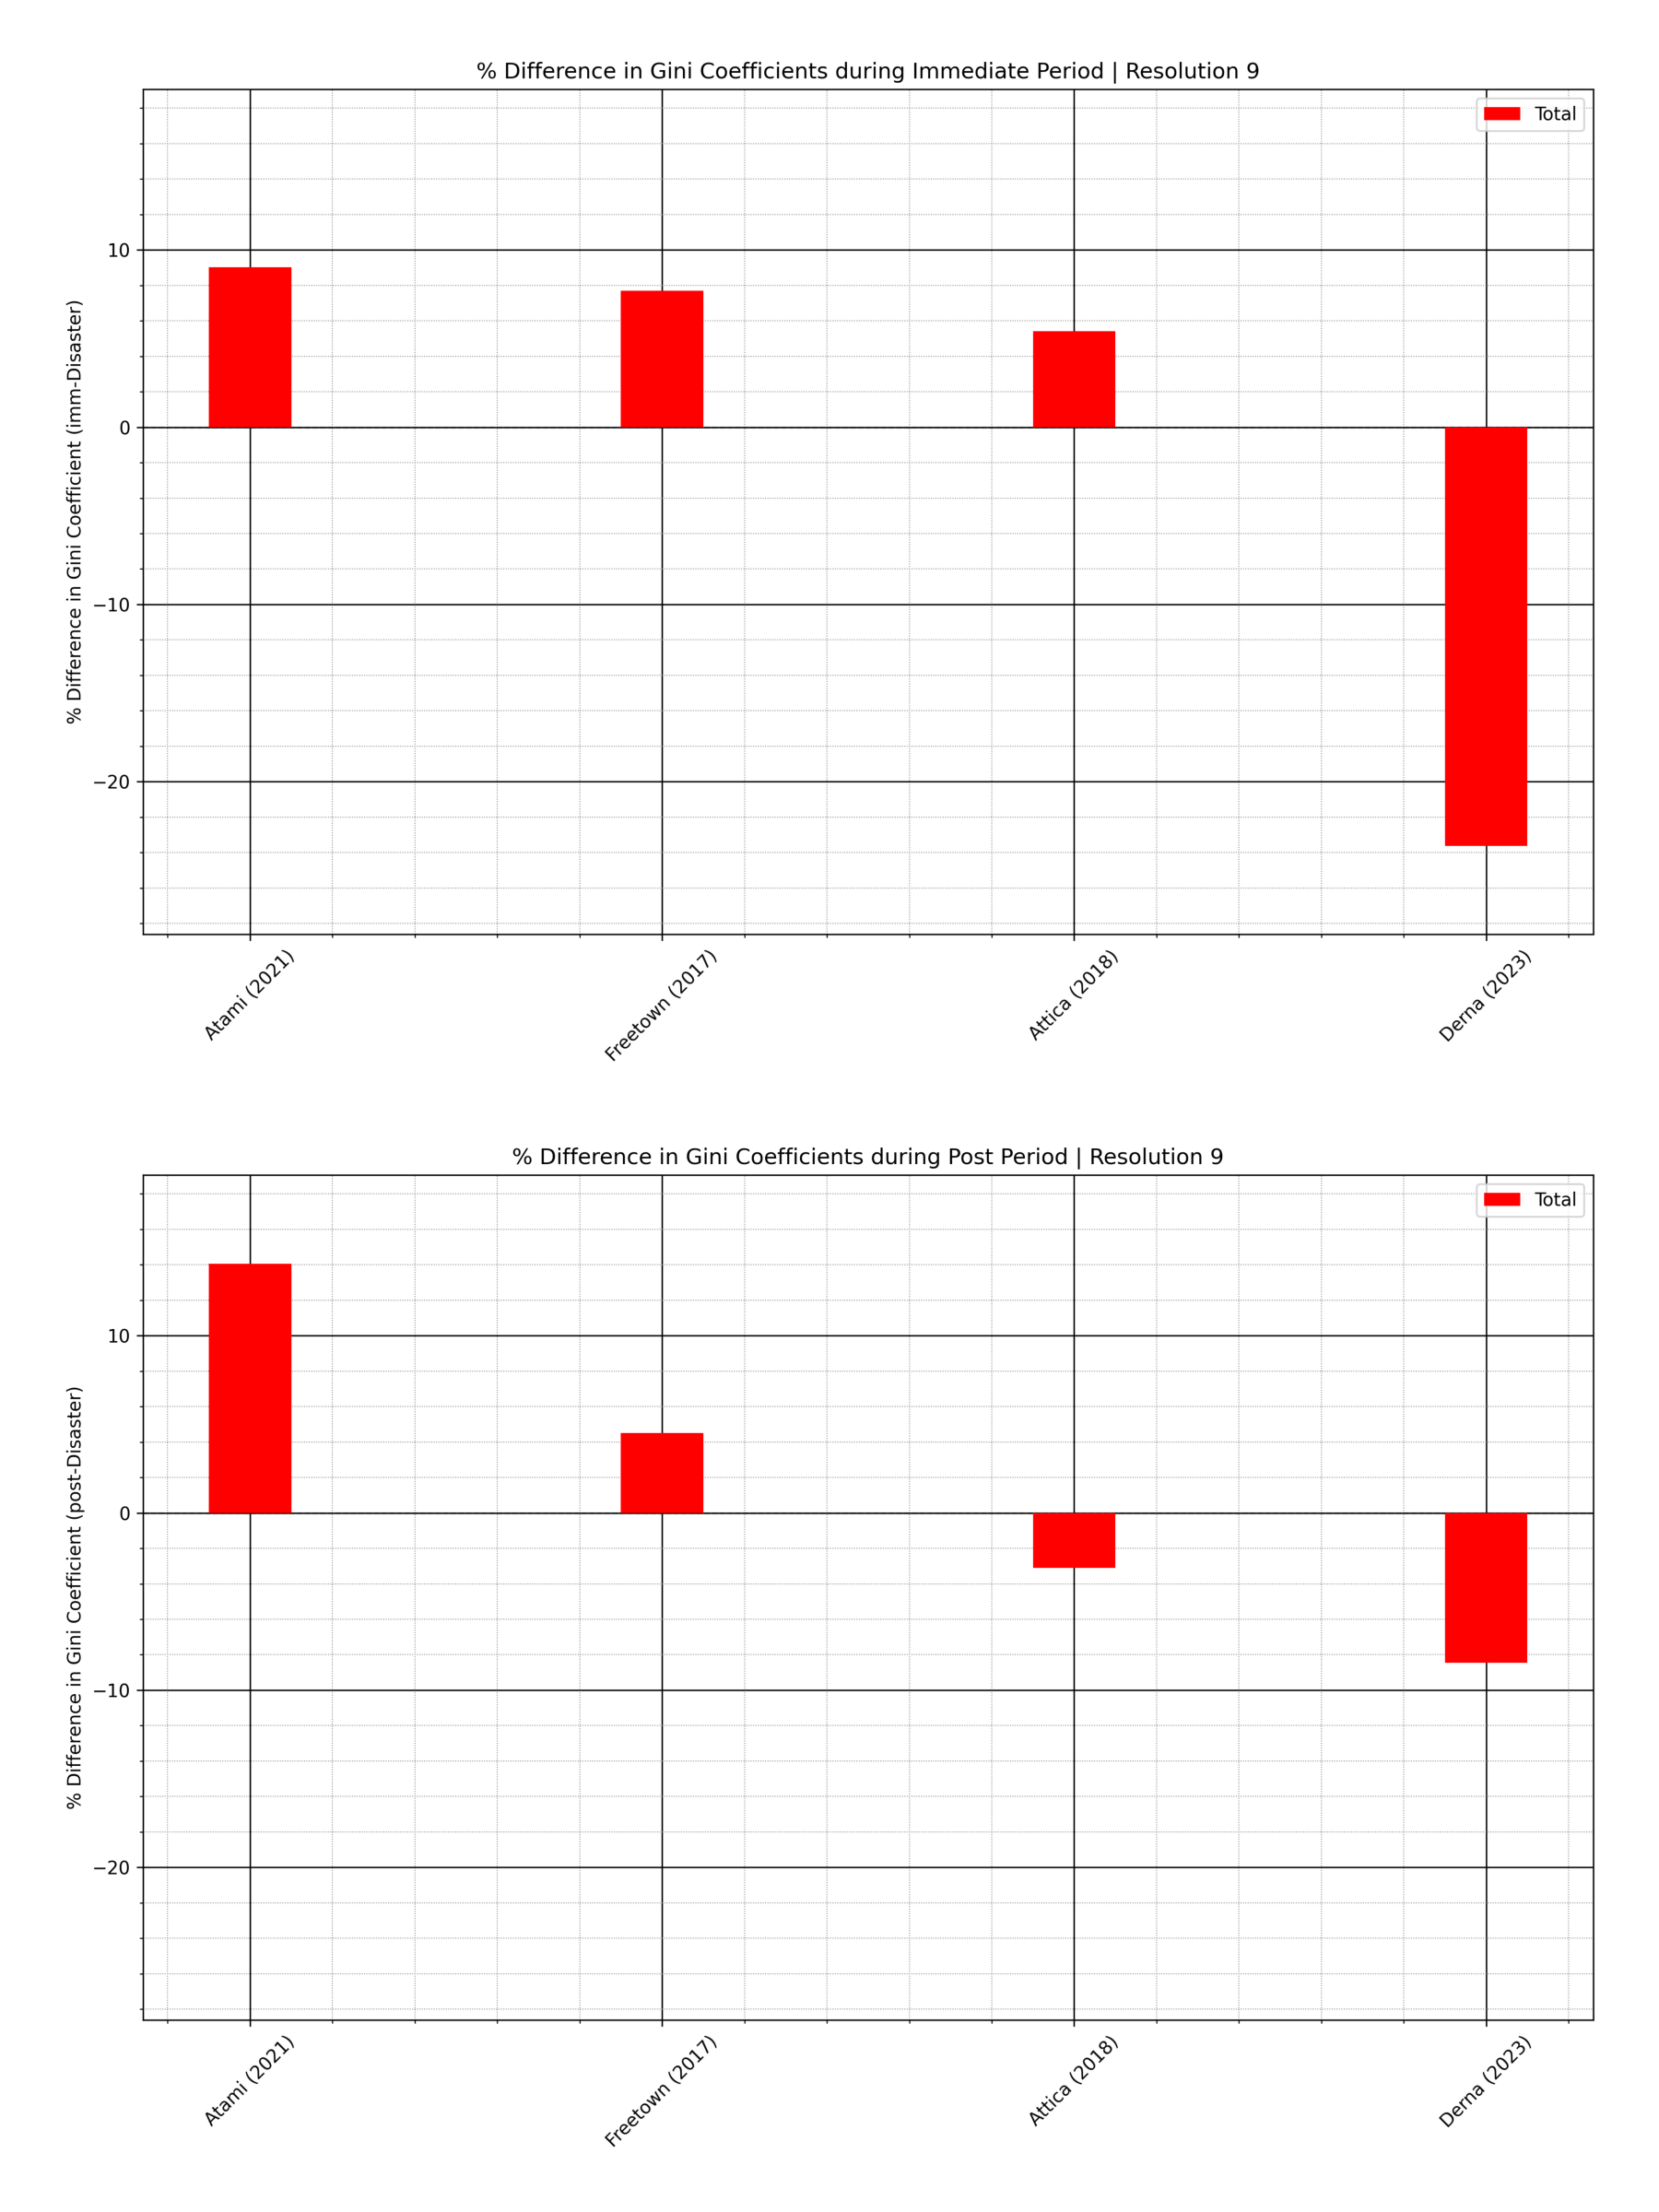 % Difference in Gini Coefficients during Immediate Period | Resolution 9
Total
% Difference in Gini Coefficient (imm-Disaster)
10
0
−10
−20
Atami (2021)
Freetown (2017)
Attica (2018)
Derna (2023)
% Difference in Gini Coefficients during Post Period | Resolution 9
Total
% Difference in Gini Coefficient (post-Disaster)
10
0
−10
−20
Atami (2021)
Freetown (2017)
Attica (2018)
Derna (2023)